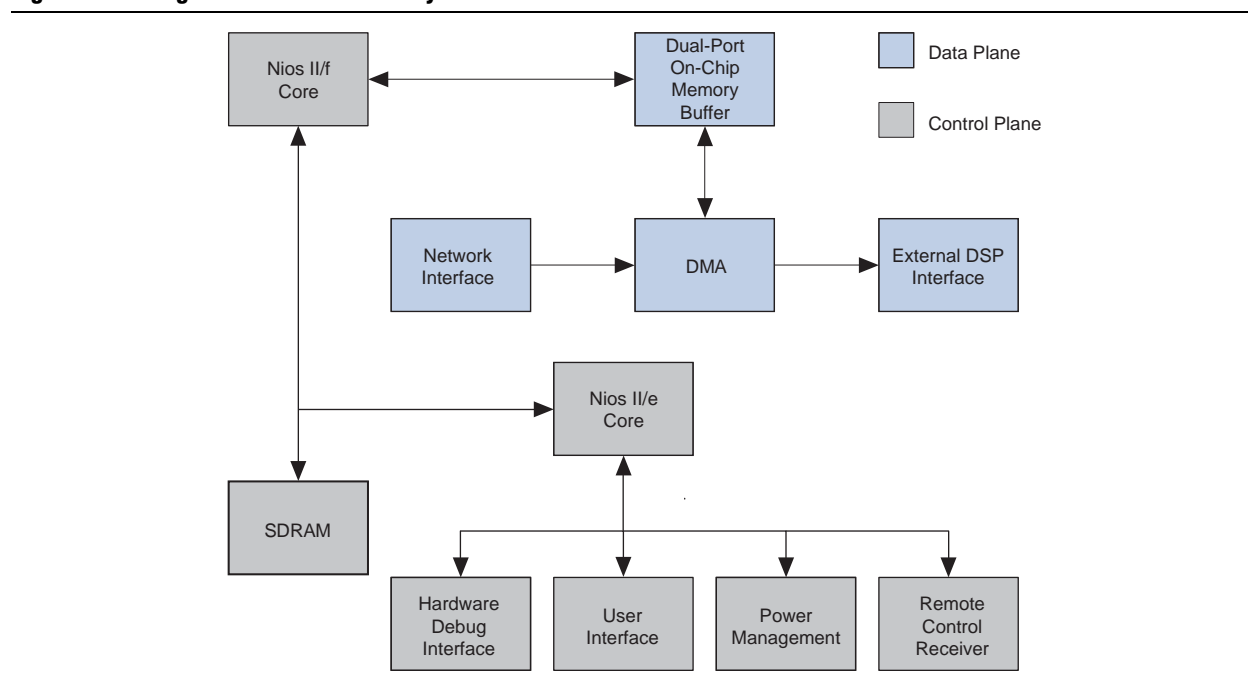 Nios II/f
Core
Dual-Port
On-Chip
Memory
Buffer
Data Plane
Control Plane
Network
Interface
DMA
External DSP
Interface
Nios II/e
Core
SDRAM
Hardware
Debug
Interface
User
Interface
Power
Management
Remote
Control
Receiver